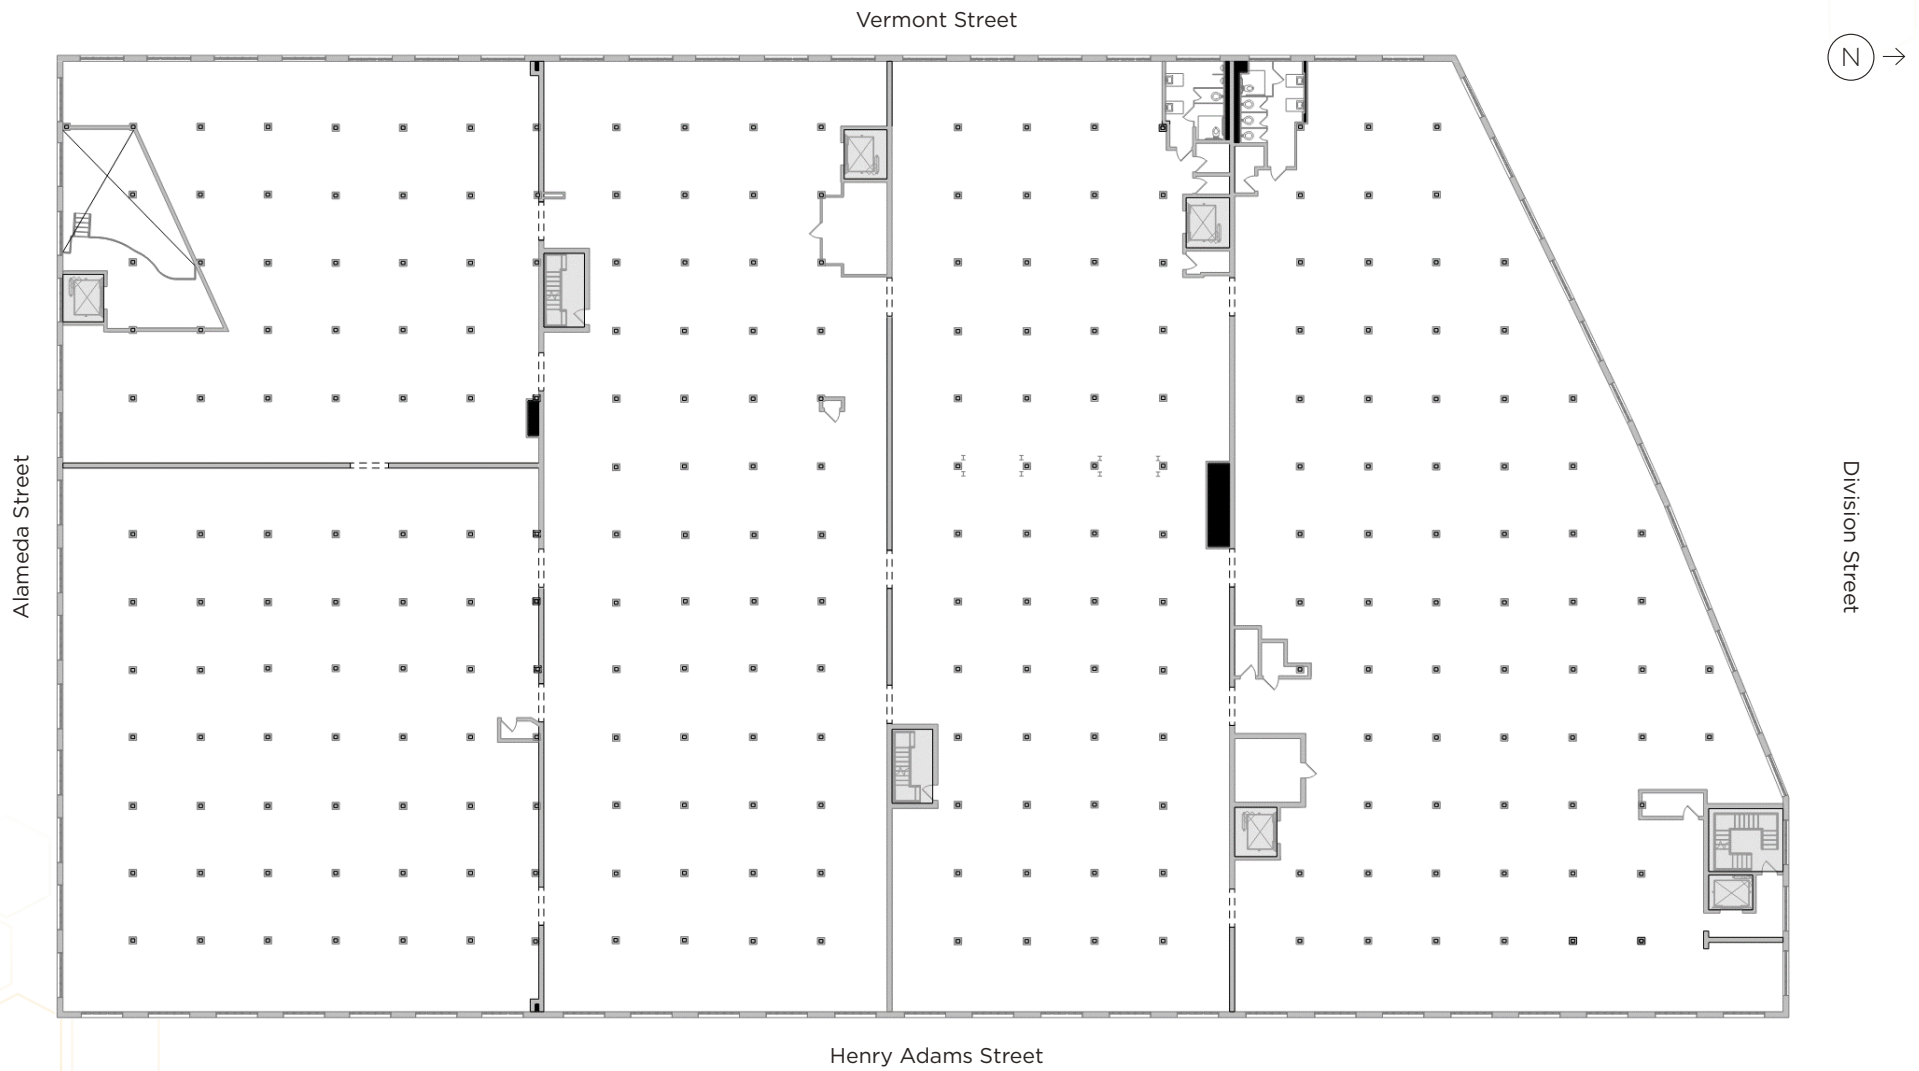 Vermont Street
N
Alameda Street
Division Street
Henry Adams Street